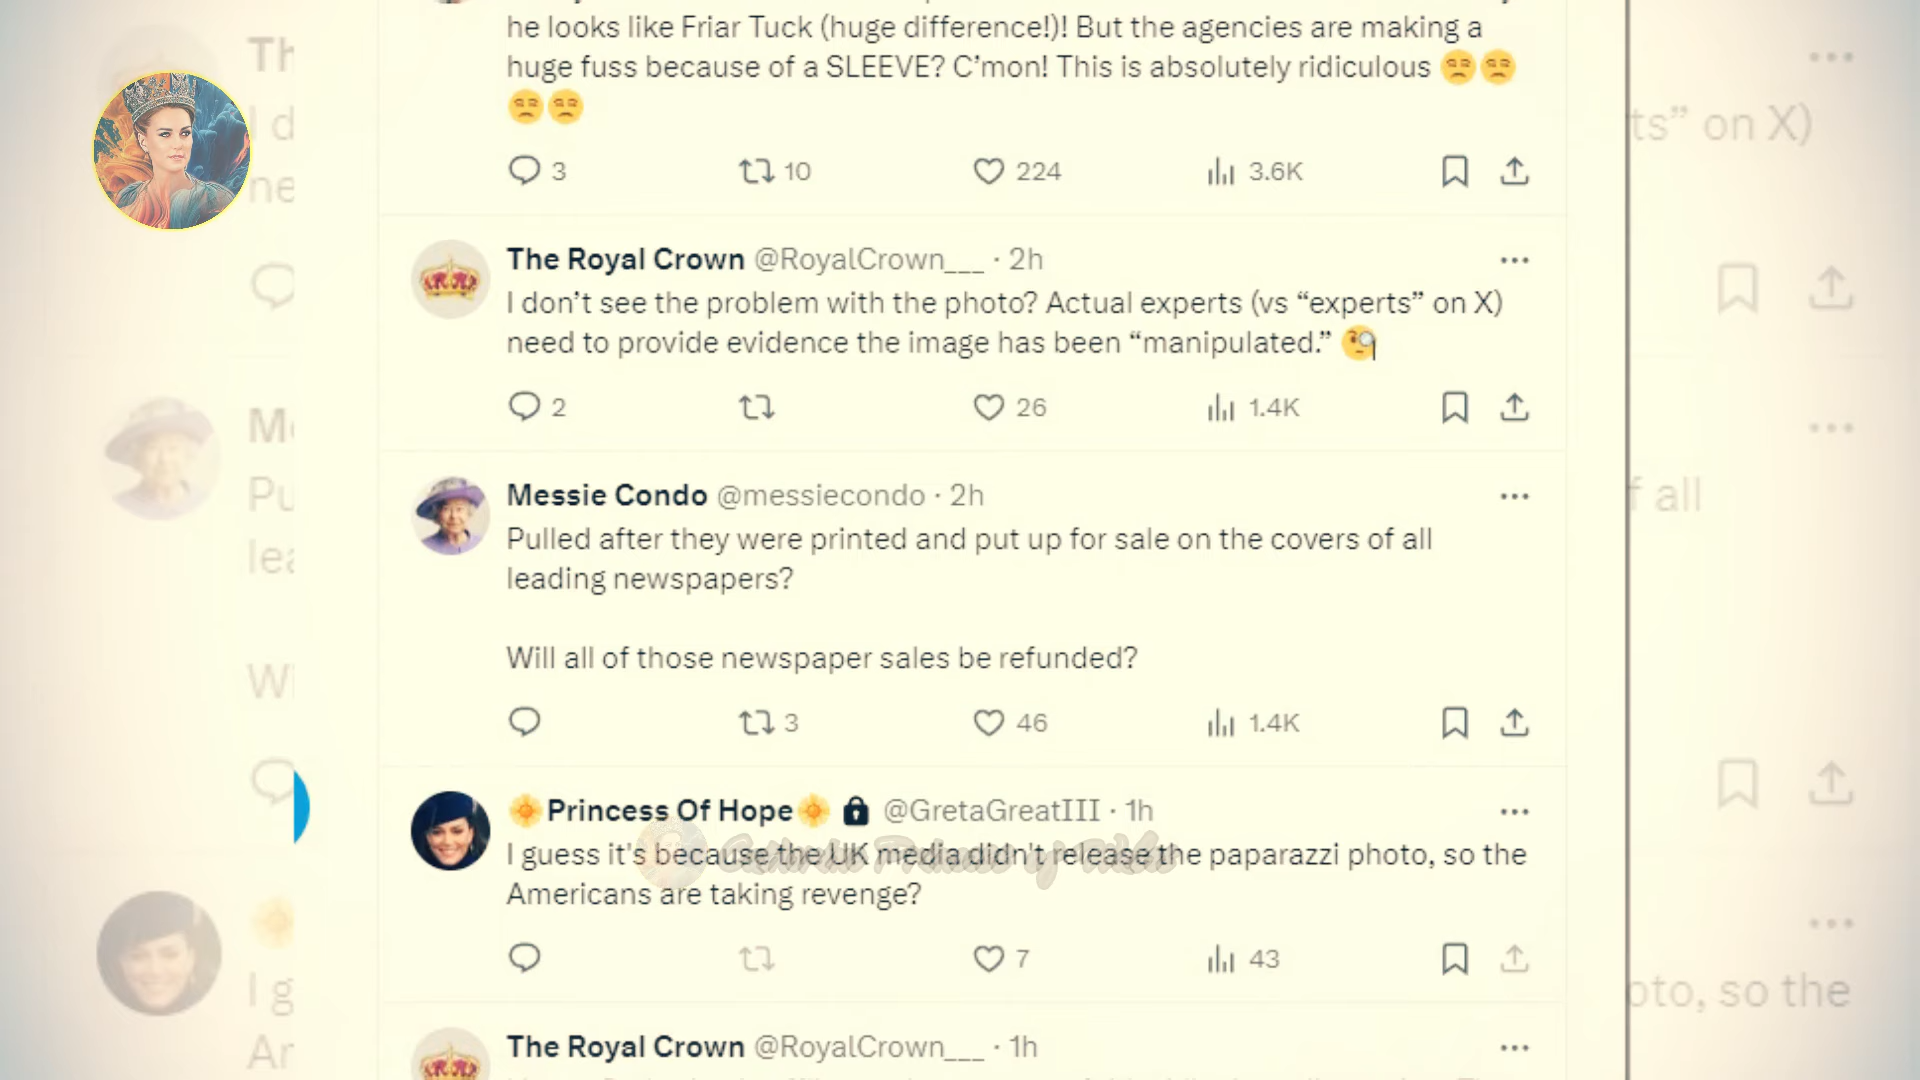 he looks like Friar Tuck (huge difference!)! But the agencies are making a
huge fuss because of a SLEEVE? C'mon! This is absolutely ridiculous 😒😒
😒😒
3 10 224 3.6K
The Royal Crown @RoyalCrown___ · 2h
I don't see the problem with the photo? Actual experts (vs “experts” on X)
need to provide evidence the image has been “manipulated.” 🧐
2 26 1.4K
Messie Condo @messiecondo · 2h
Pulled after they were printed and put up for sale on the covers of all
leading newspapers?
Will all of those newspaper sales be refunded?
3 46 1.4K
🌼Princess Of Hope🌼 🔒 @GretaGreatIII · 1h
I guess it's because the UK media didn't release the paparazzi photo, so the
Americans are taking revenge?
7 43
The Royal Crown @RoyalCrown___ · 1h